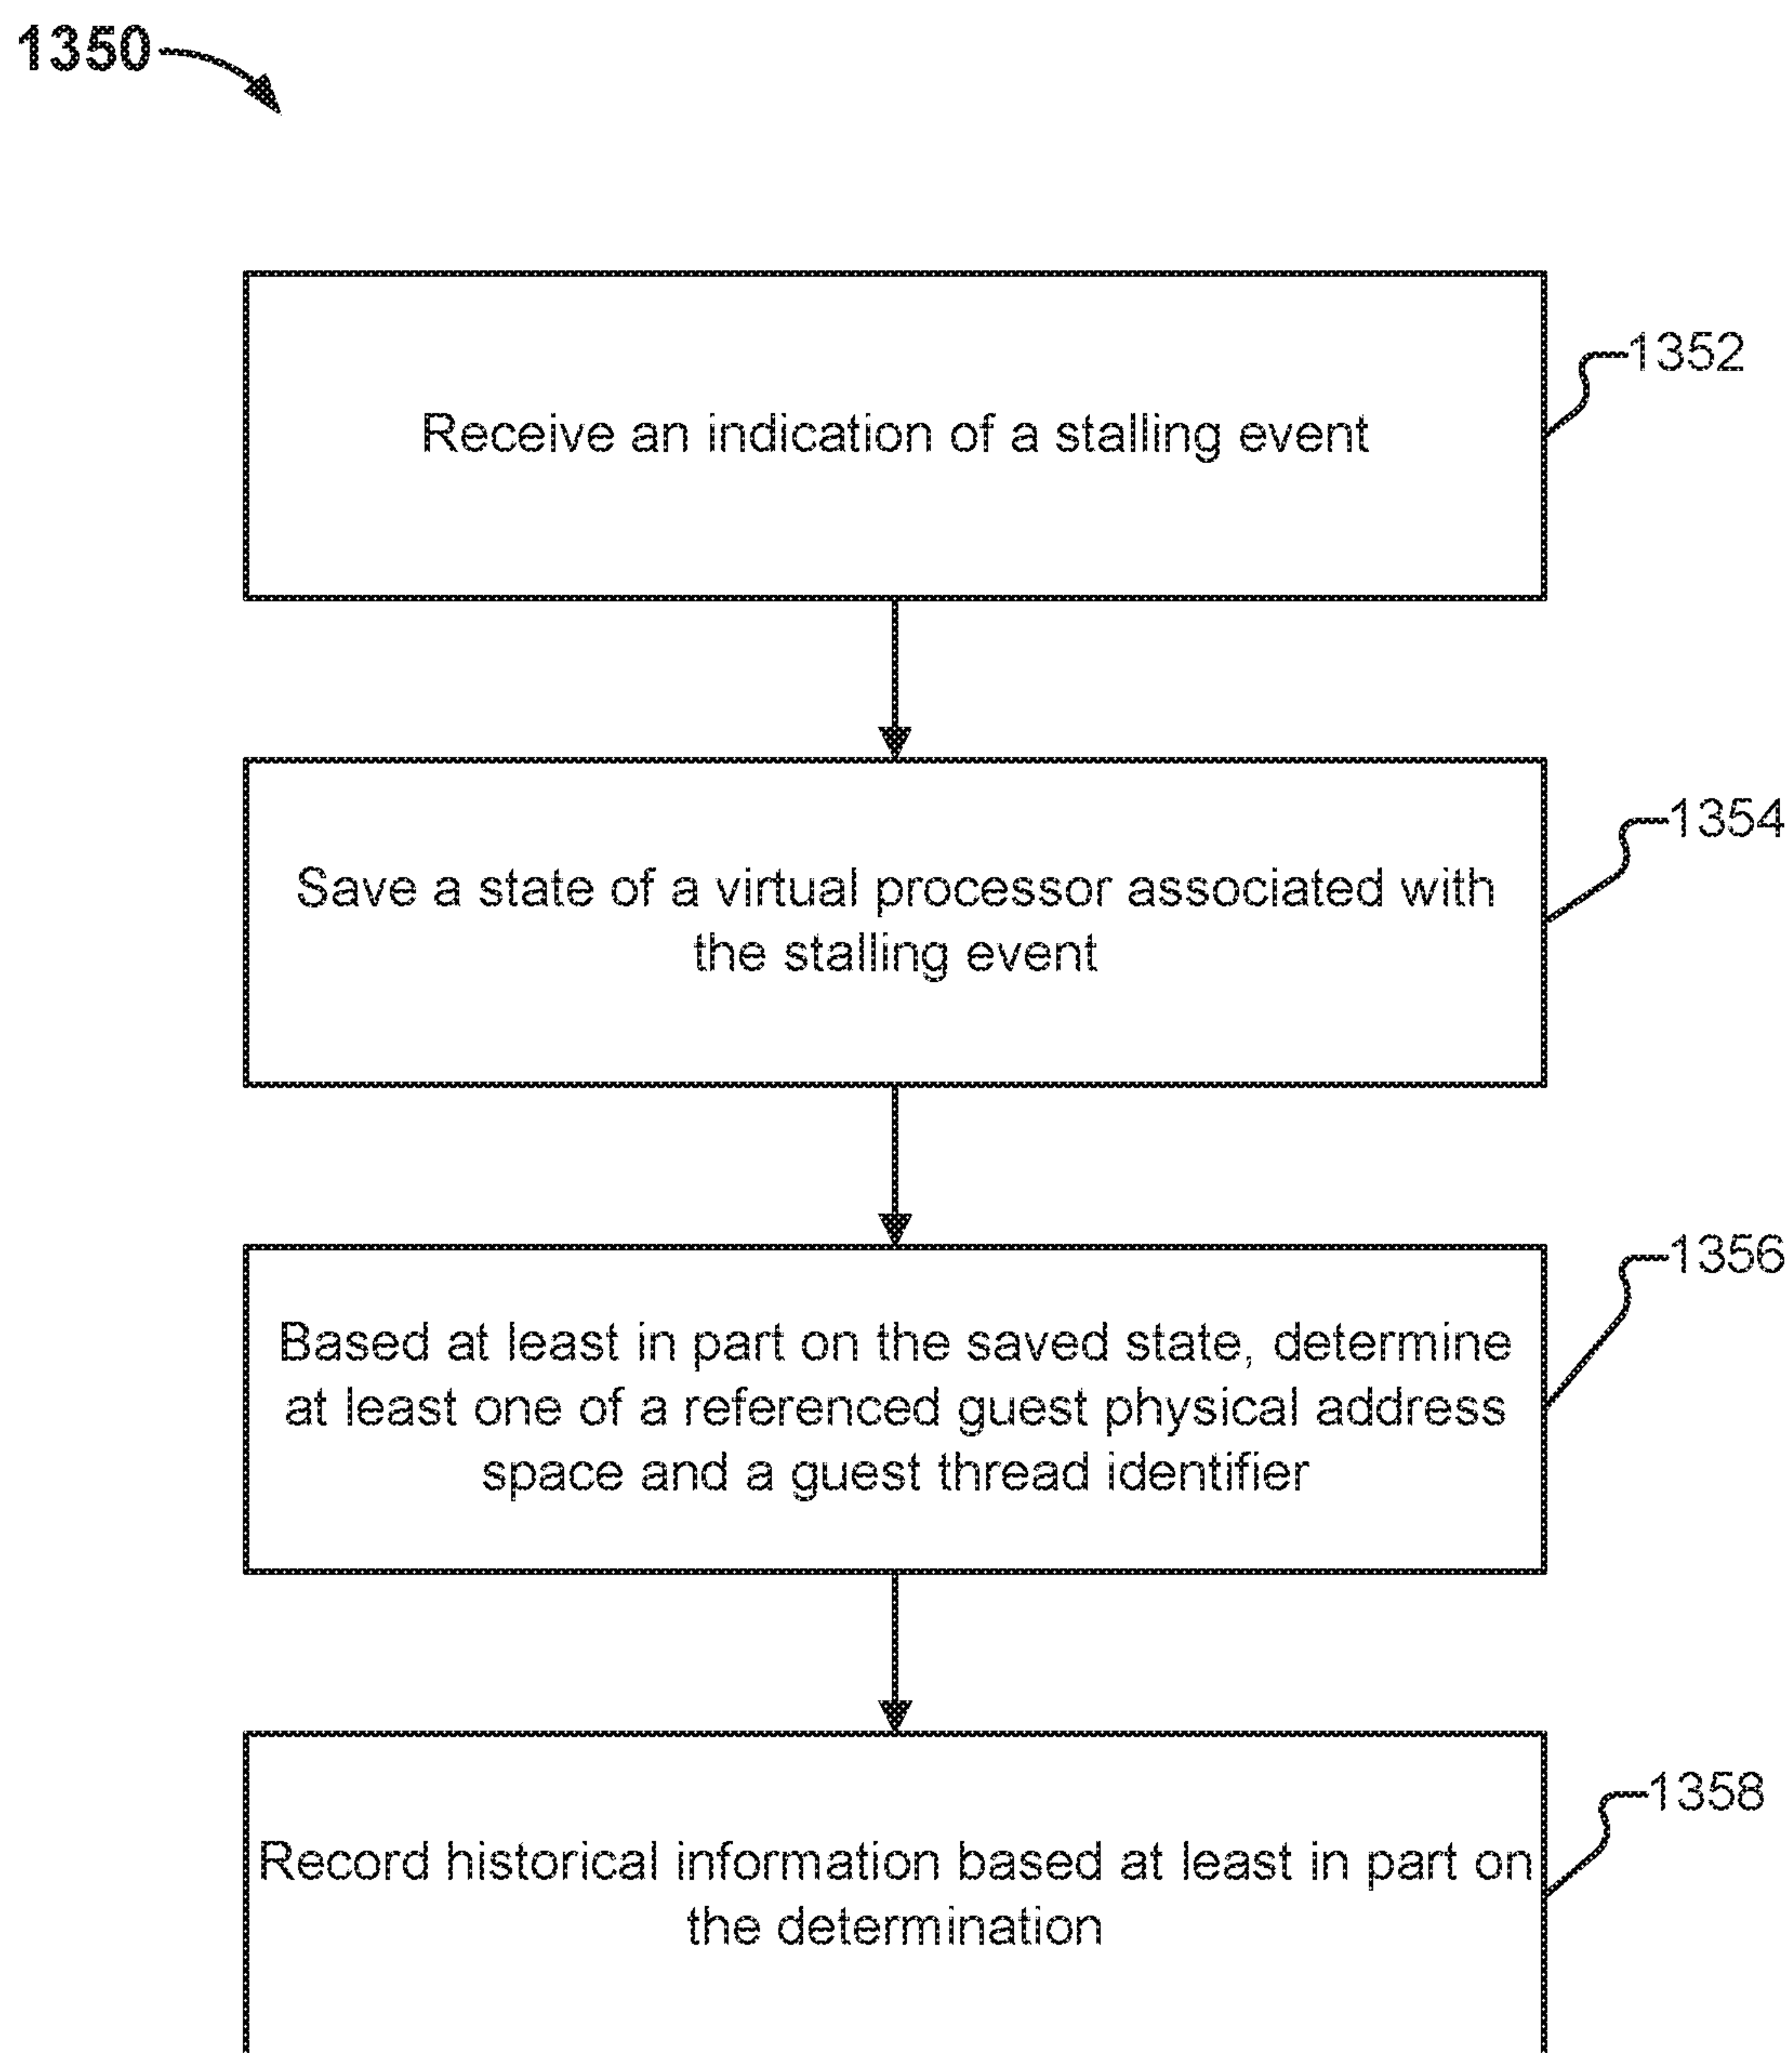 1350
Receive an indication of a stalling event
1352
Save a state of a virtual processor associated with
the stalling event
1354
Based at least in part on the saved state, determine
at least one of a referenced guest physical address
space and a guest thread identifier
1356
Record historical information based at least in part on
the determination
1358